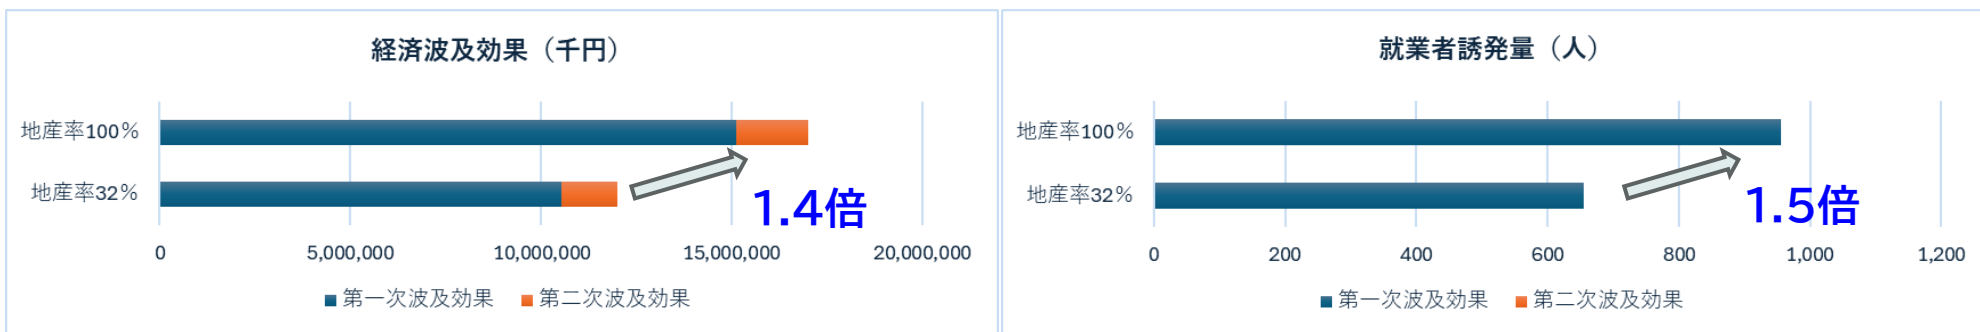 経済波及効果（千円）
地産率100％
地産率32％
1.4倍
0 5,000,000 10,000,000 15,000,000 20,000,000
第一次波及効果 第二次波及効果
就業者誘発量（人）
地産率100％
地産率32％
1.5倍
0 200 400 600 800 1,000 1,200
第一次波及効果 第二次波及効果